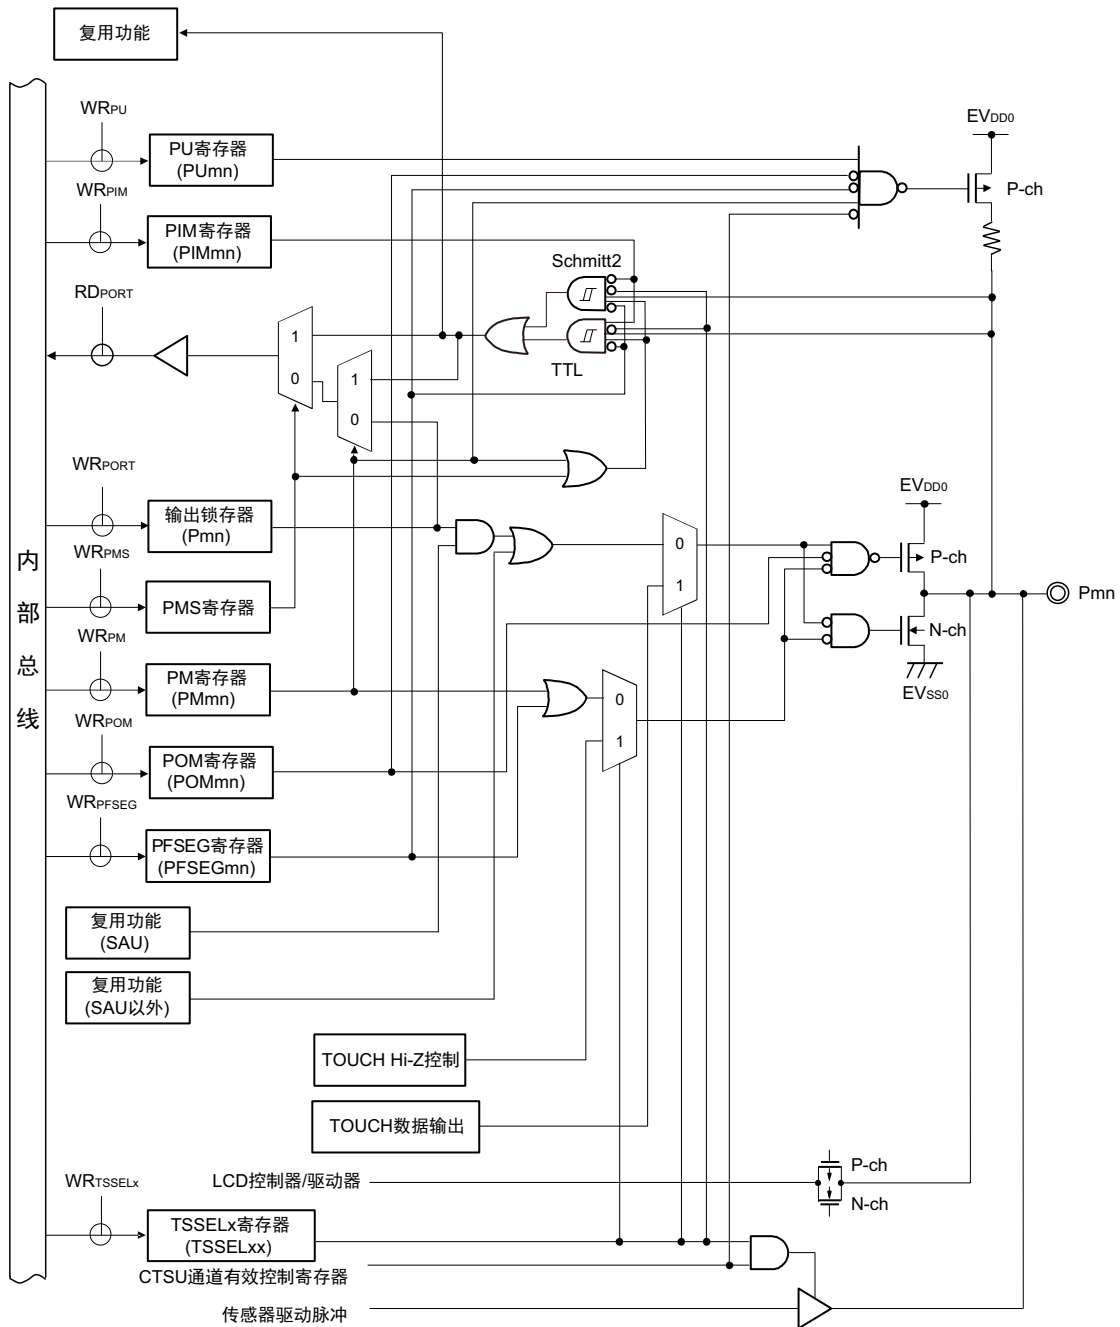 复用功能
WRPU
PU寄存器
(PUmn)
EVDD0
P-ch
WRPIM
PIM寄存器
(PIMmn)
Schmitt2
RDPORT
1
0
1
0
TTL
WRPORT
输出锁存器
(Pmn)
EVDD0
0
1
P-ch
内部总线
WRPMS
PMS寄存器
Pmn
N-ch
EVSS0
WRPM
PM寄存器
(PMmn)
0
1
WRPOM
POM寄存器
(POMmn)
WRPFSEG
PFSEG寄存器
(PFSEGmn)
复用功能
(SAU)
复用功能
(SAU以外)
TOUCH Hi-Z控制
TOUCH数据输出
P-ch
LCD控制器/驱动器
N-ch
WRTSSELx
TSSELx寄存器
(TSSELxx)
CTSU通道有效控制寄存器
传感器驱动脉冲